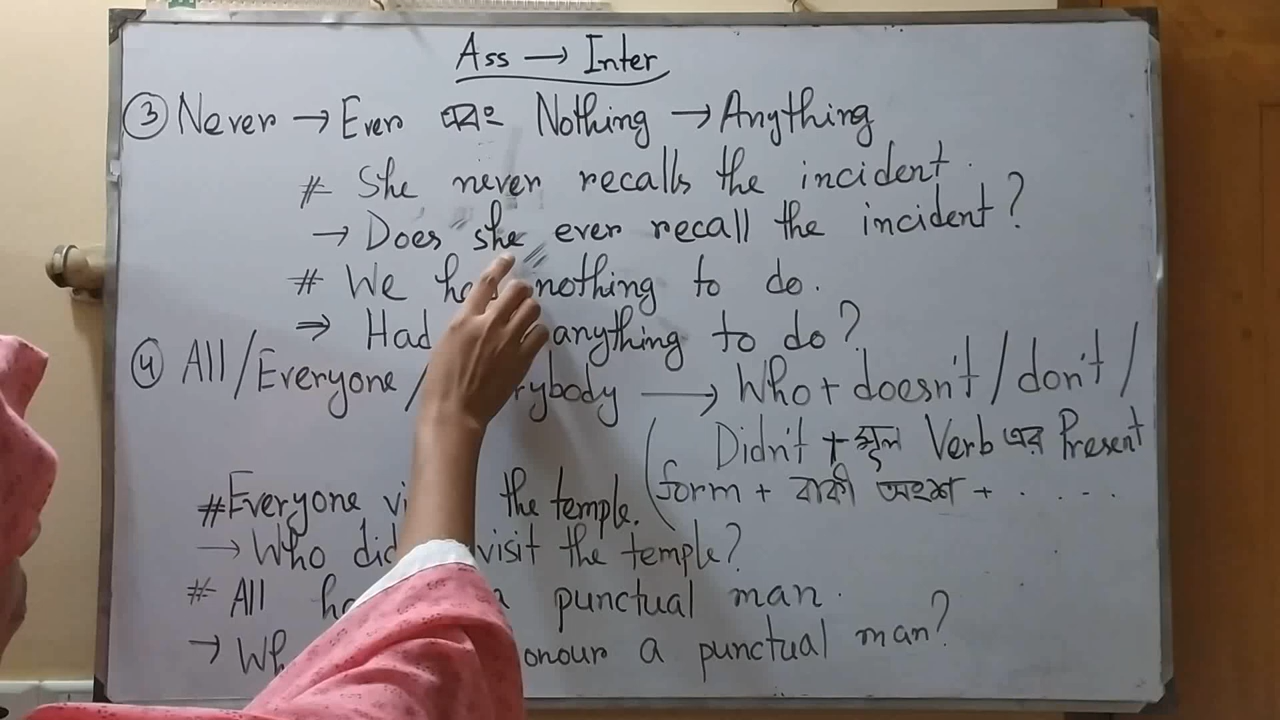 Ass → Inter
③ Never → Ever এবং Nothing → Anything
# She never recalls the incident.
→ Does she ever recall the incident?
# We nothing to do.
⇒ Had anything to do?
④ All/Everyone / → Who + doesn't / don't /
Didn't + মূল Verb এর Present
form + বাকী অংশ + . . . .
# Everyone the temple.
→ Who visit the temple?
# All punctual man.
→ a punctual man?